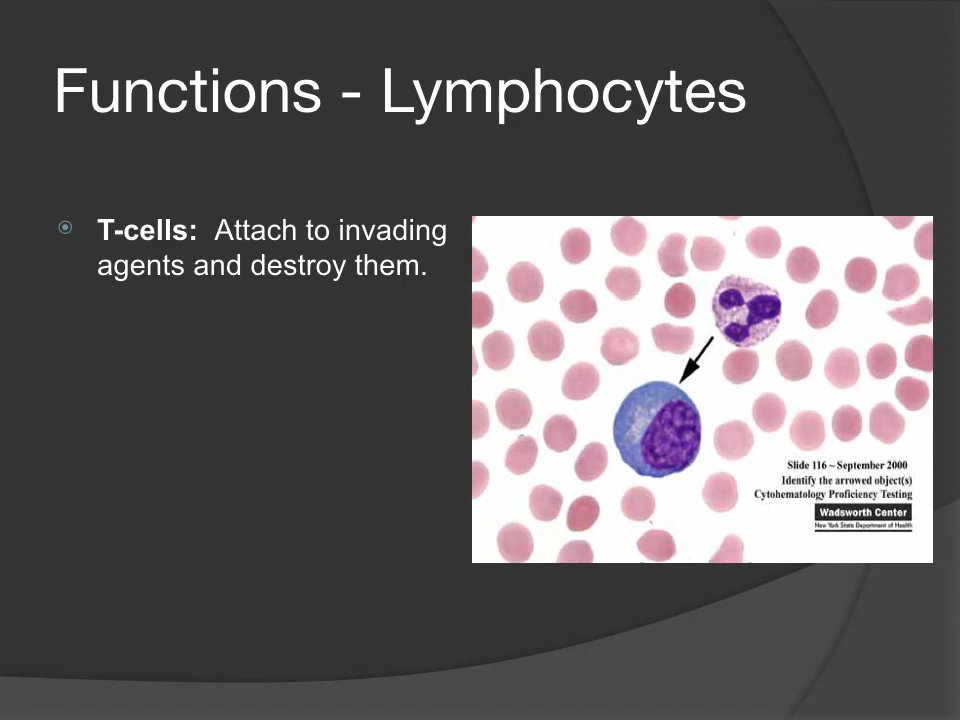 Functions - Lymphocytes
T-cells: Attach to invading
agents and destroy them.
Slide 116 ~ September 2000
Identify the arrowed object(s)
Cytohematology Proficiency Testing
Wadsworth Center
New York State Department of Health